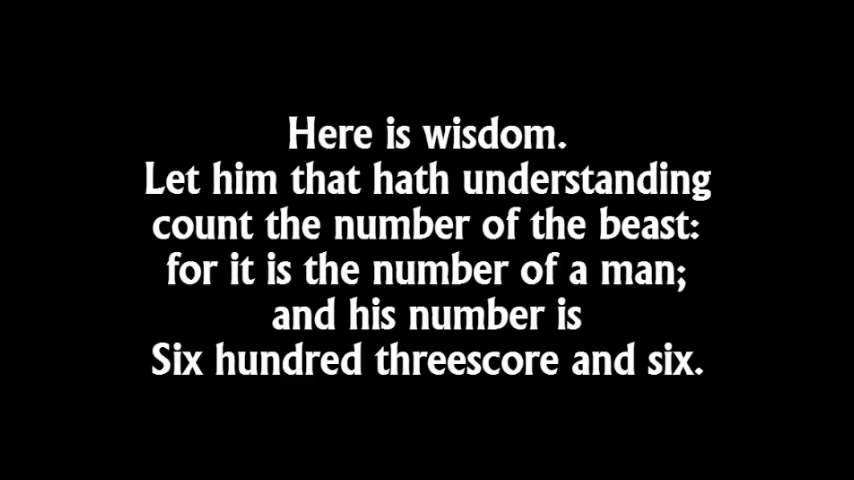 Here is wisdom.
Let him that hath understanding
count the number of the beast:
for it is the number of a man;
and his number is
Six hundred threescore and six.